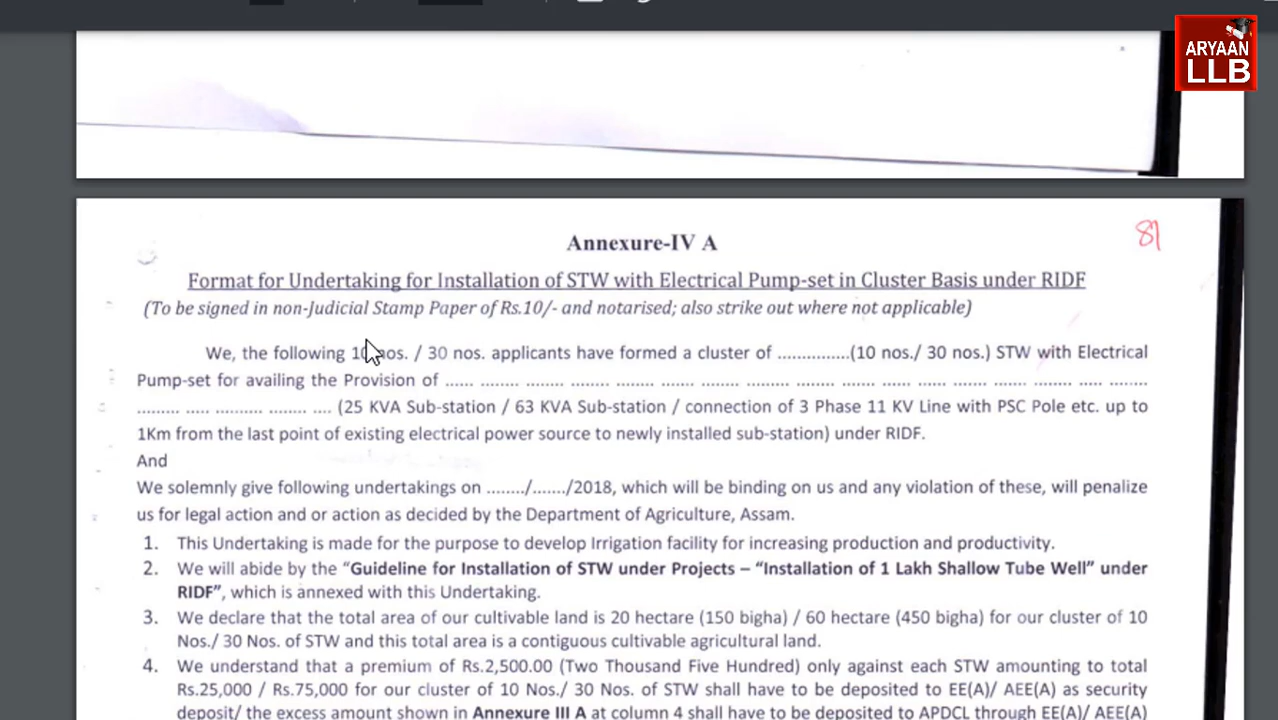 ARYAAN
LLB
Annexure-IV A
81
Format for Undertaking for Installation of STW with Electrical Pump-set in Cluster Basis under RIDF
(To be signed in non-Judicial Stamp Paper of Rs.10/- and notarised; also strike out where not applicable)
We, the following 10 nos. / 30 nos. applicants have formed a cluster of ...............(10 nos./ 30 nos.) STW with Electrical
Pump-set for availing the Provision of ...... ......... ......... ......... ......... ......... ......... ......... ......... ...... ...... ......... ..... .........
.......... ..... ........... ........ .... (25 KVA Sub-station / 63 KVA Sub-station / connection of 3 Phase 11 KV Line with PSC Pole etc. up to
1Km from the last point of existing electrical power source to newly installed sub-station) under RIDF.
And
We solemnly give following undertakings on ......../......./2018, which will be binding on us and any violation of these, will penalize
us for legal action and or action as decided by the Department of Agriculture, Assam.
1. This Undertaking is made for the purpose to develop Irrigation facility for increasing production and productivity.
2. We will abide by the “Guideline for Installation of STW under Projects – “Installation of 1 Lakh Shallow Tube Well” under
RIDF”, which is annexed with this Undertaking.
3. We declare that the total area of our cultivable land is 20 hectare (150 bigha) / 60 hectare (450 bigha) for our cluster of 10
Nos./ 30 Nos. of STW and this total area is a contiguous cultivable agricultural land.
4. We understand that a premium of Rs.2,500.00 (Two Thousand Five Hundred) only against each STW amounting to total
Rs.25,000 / Rs.75,000 for our cluster of 10 Nos./ 30 Nos. of STW shall have to be deposited to EE(A)/ AEE(A) as security
deposit/ the excess amount shown in Annexure III A at column 4 shall have to be deposited to APDCL through EE(A)/ AEE(A)